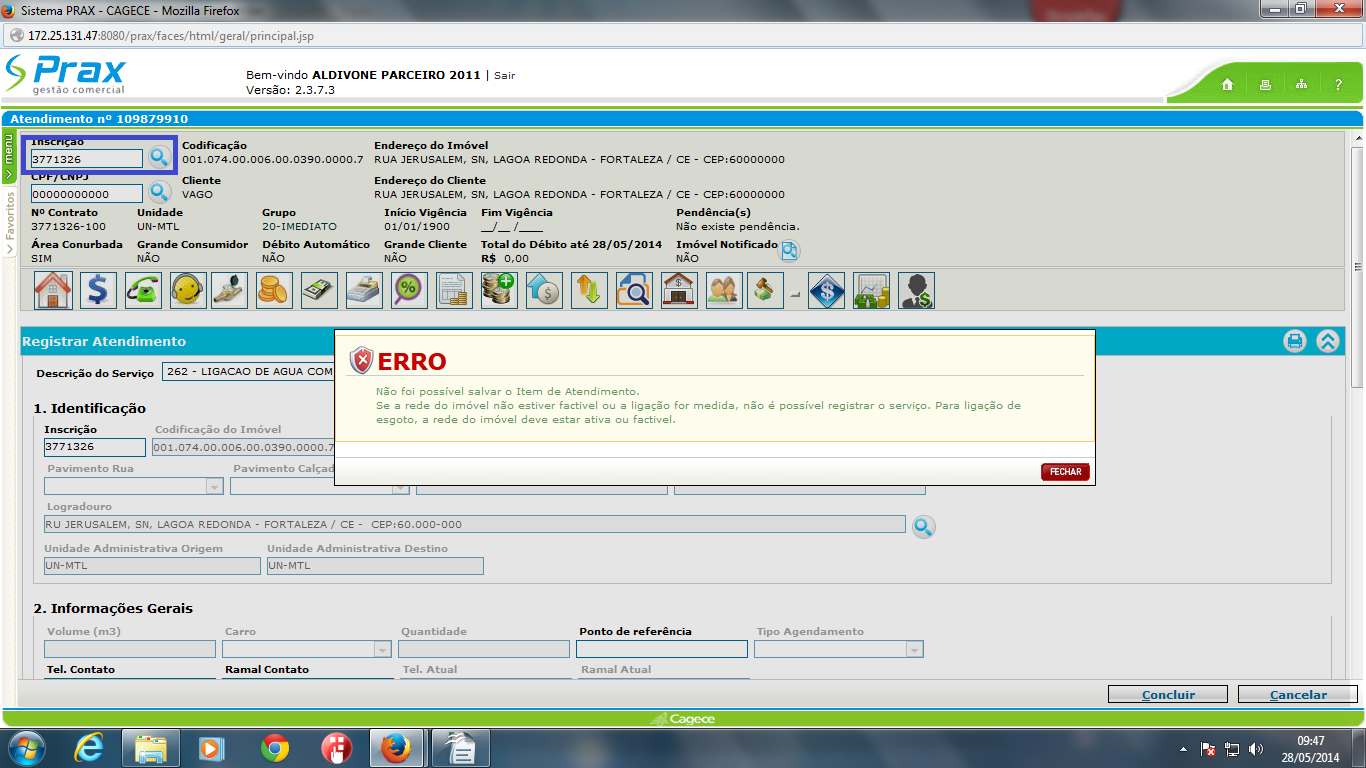 Sistema PRAX - CAGECE - Mozilla Firefox
172.25.131.47:8080/prax/faces/html/geral/principal.jsp
Prax
gestão comercial
Bem-vindo ALDIVONE PARCEIRO 2011 | Sair
Versão: 2.3.7.3
?
Atendimento nº 109879910
menu
Favoritos
Inscrição
3771326
Codificação
001.074.00.006.00.0390.0000.7
Endereço do Imóvel
RUA JERUSALEM, SN, LAGOA REDONDA - FORTALEZA / CE - CEP:60000000
CPF/CNPJ
00000000000
Cliente
VAGO
Endereço do Cliente
RUA JERUSALEM, SN, LAGOA REDONDA - FORTALEZA / CE - CEP:60000000
Nº Contrato Unidade Grupo Início Vigência Fim Vigência Pendência(s)
3771326-100 UN-MTL 20-IMEDIATO 01/01/1900 __/__ /____ Não existe pendência.
Área Conurbada Grande Consumidor Débito Automático Grande Cliente Total do Débito até 28/05/2014 Imóvel Notificado
SIM NÃO NÃO NÃO R$ 0,00 NÃO
Registrar Atendimento
Descrição do Serviço 262 - LIGACAO DE AGUA COM
ERRO
Não foi possível salvar o Item de Atendimento.
Se a rede do imóvel não estiver factivel ou a ligação for medida, não é possível registrar o serviço. Para ligação de
esgoto, a rede do imóvel deve estar ativa ou factivel.
FECHAR
1. Identificação
Inscrição Codificação do Imóvel
3771326 001.074.00.006.00.0390.0000.7
Pavimento Rua Pavimento Calçad
Logradouro
RU JERUSALEM, SN, LAGOA REDONDA - FORTALEZA / CE - CEP:60.000-000
Unidade Administrativa Origem Unidade Administrativa Destino
UN-MTL UN-MTL
2. Informações Gerais
Volume (m3) Carro Quantidade Ponto de referência Tipo Agendamento
Tel. Contato Ramal Contato Tel. Atual Ramal Atual
Concluir Cancelar
Cagece
09:47
28/05/2014